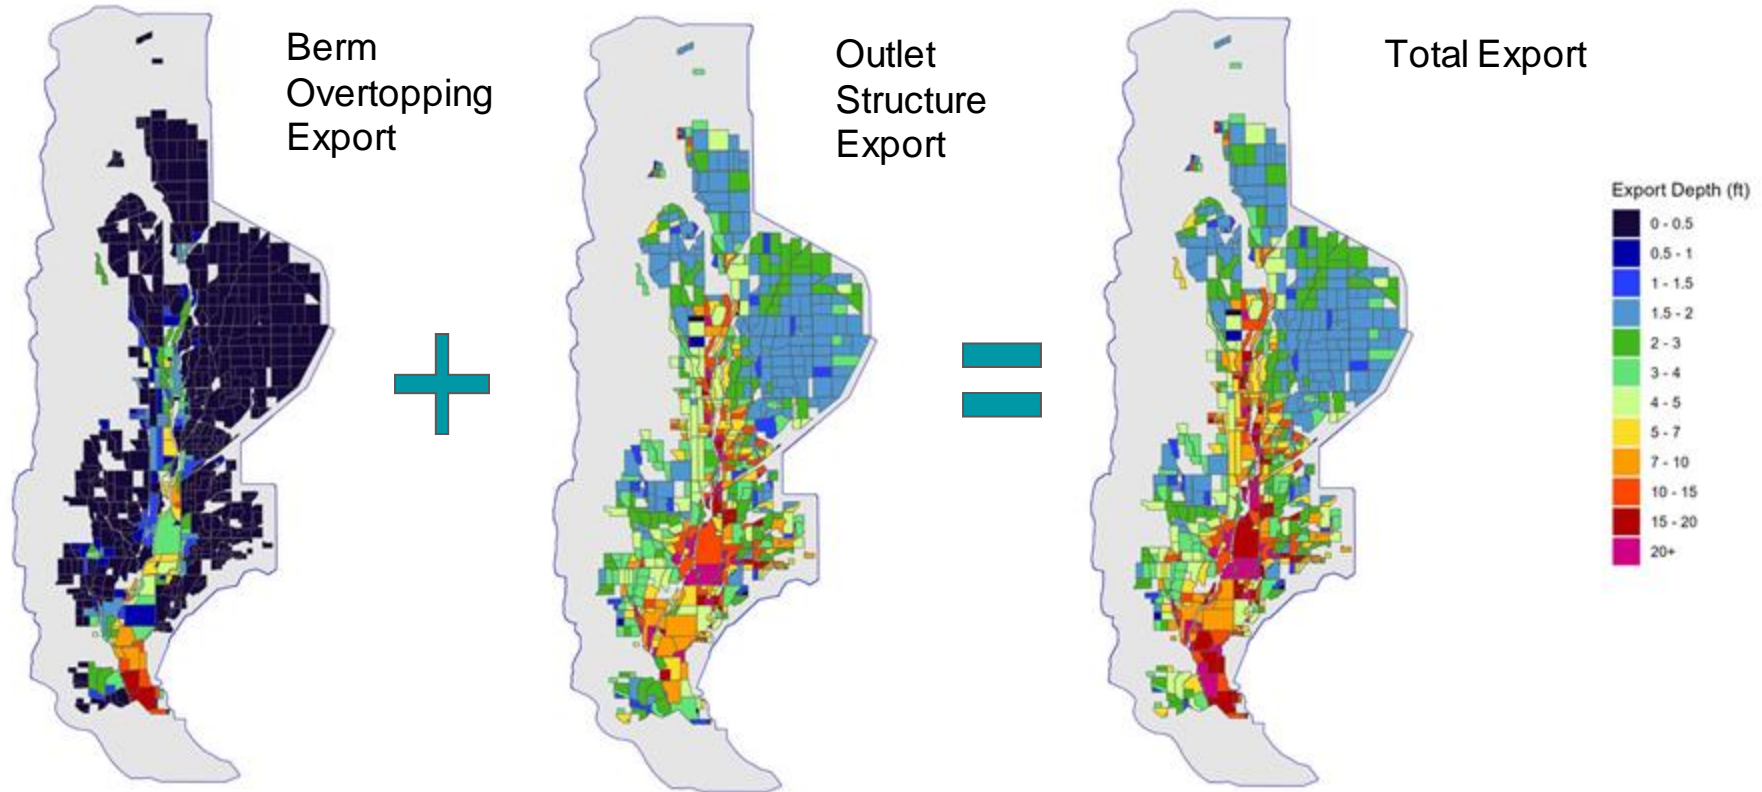 Berm
Overtopping
Export
Outlet
Structure
Export
Total Export
Export Depth (ft)
0 - 0.5
0.5 - 1
1 - 1.5
1.5 - 2
2 - 3
3 - 4
4 - 5
5 - 7
7 - 10
10 - 15
15 - 20
20+